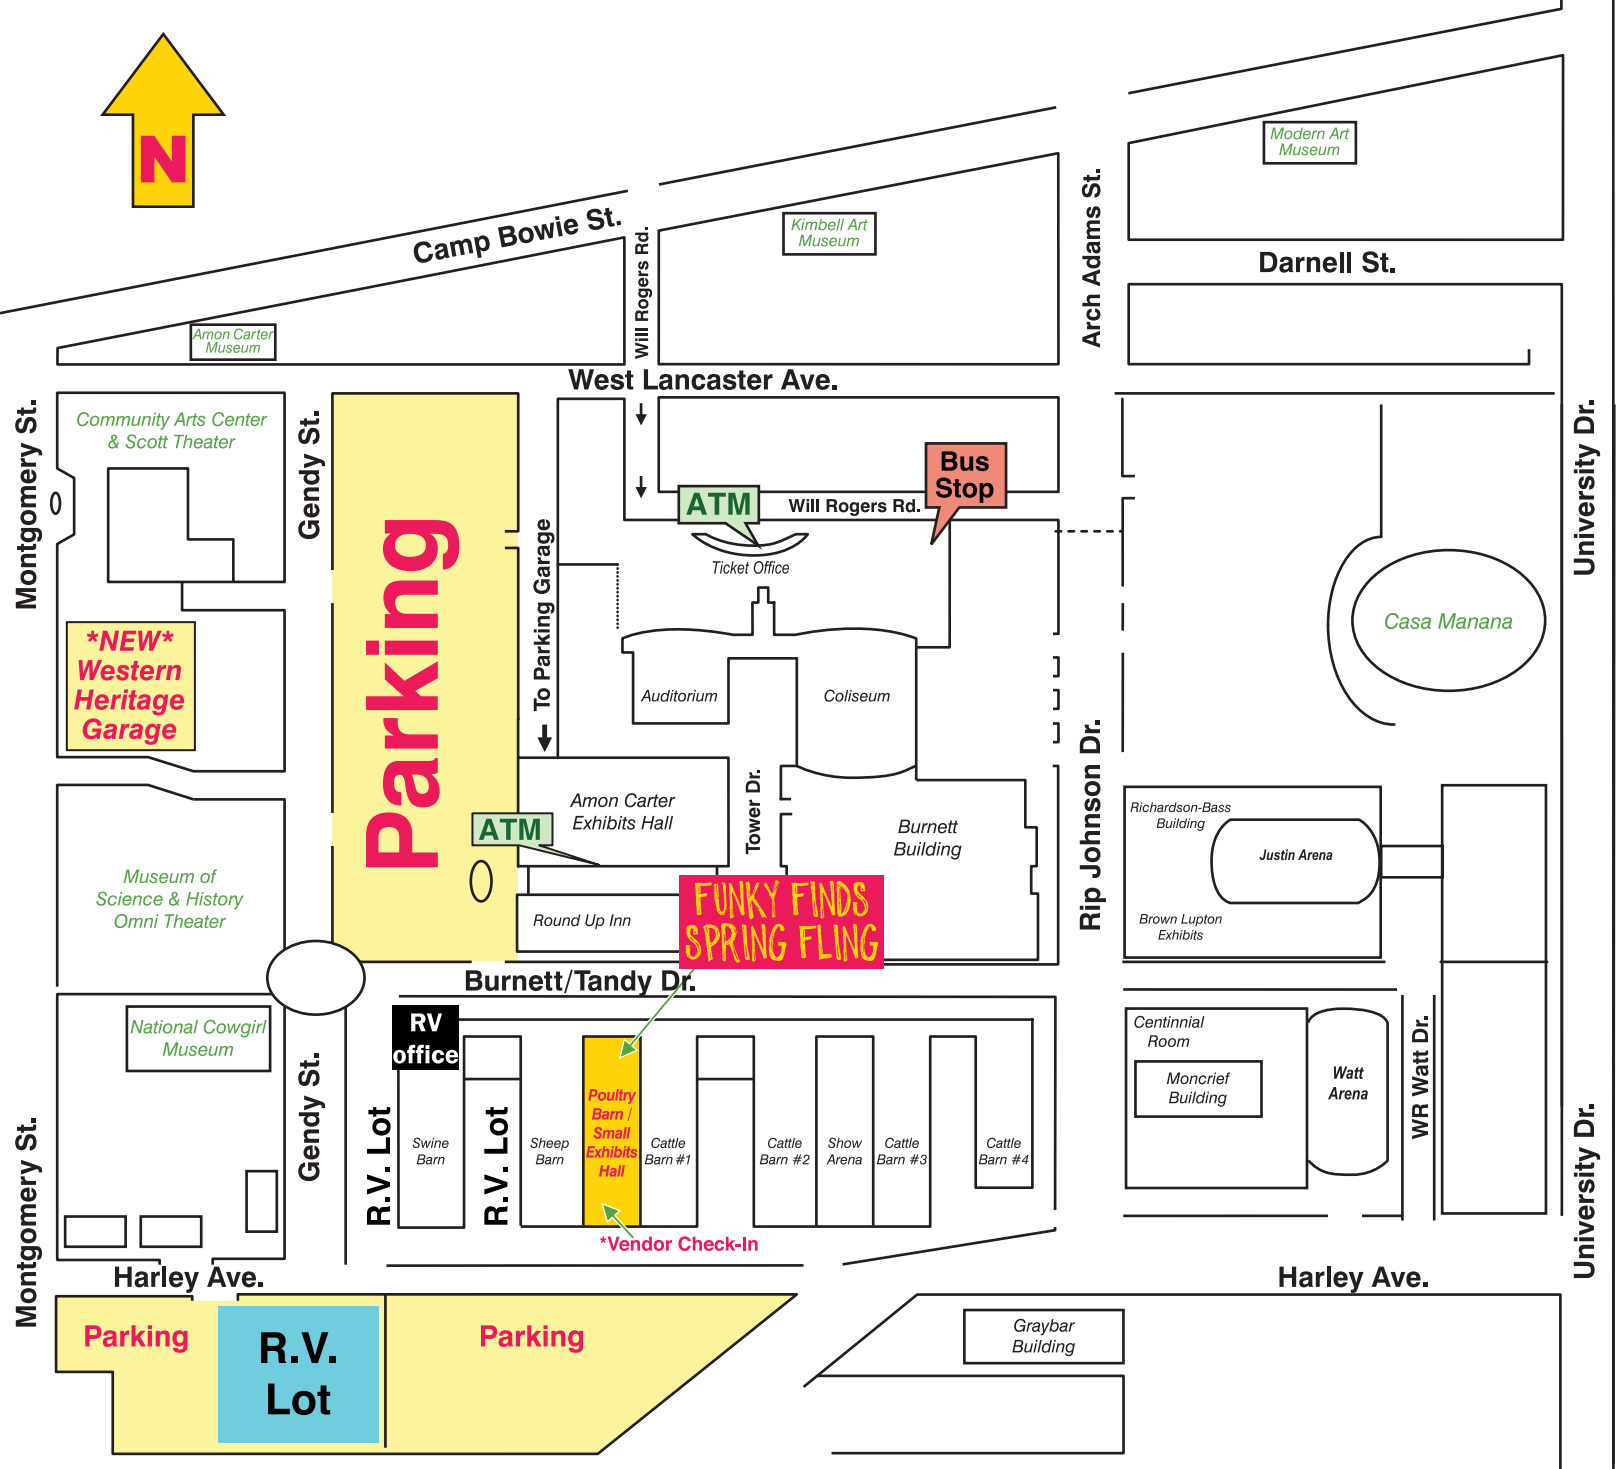 N
Modern Art
Museum
Camp Bowie St.
Kimbell Art
Museum
Will Rogers Rd.
Arch Adams St.
Darnell St.
Amon Carter
Museum
West Lancaster Ave.
Montgomery St.
Community Arts Center
& Scott Theater
Gendy St.
Parking
To Parking Garage
ATM
Will Rogers Rd.
Bus
Stop
Ticket Office
University Dr.
Casa Manana
*NEW*
Western
Heritage
Garage
Auditorium
Coliseum
Rip Johnson Dr.
Amon Carter
Exhibits Hall
ATM
Tower Dr.
Burnett
Building
Richardson-Bass
Building
Justin Arena
Brown Lupton
Exhibits
Museum of
Science & History
Omni Theater
Round Up Inn
FUNKY FINDS
SPRING FLING
Burnett/Tandy Dr.
National Cowgirl
Museum
RV
office
Gendy St.
Montgomery St.
R.V. Lot
Swine
Barn
R.V. Lot
Sheep
Barn
Poultry
Barn /
Small
Exhibits
Hall
Cattle
Barn #1
Cattle
Barn #2
Show
Arena
Cattle
Barn #3
Cattle
Barn #4
Centinnial
Room
Moncrief
Building
Watt
Arena
WR Watt Dr.
University Dr.
*Vendor Check-In
Harley Ave.
Harley Ave.
Parking
R.V.
Lot
Parking
Graybar
Building